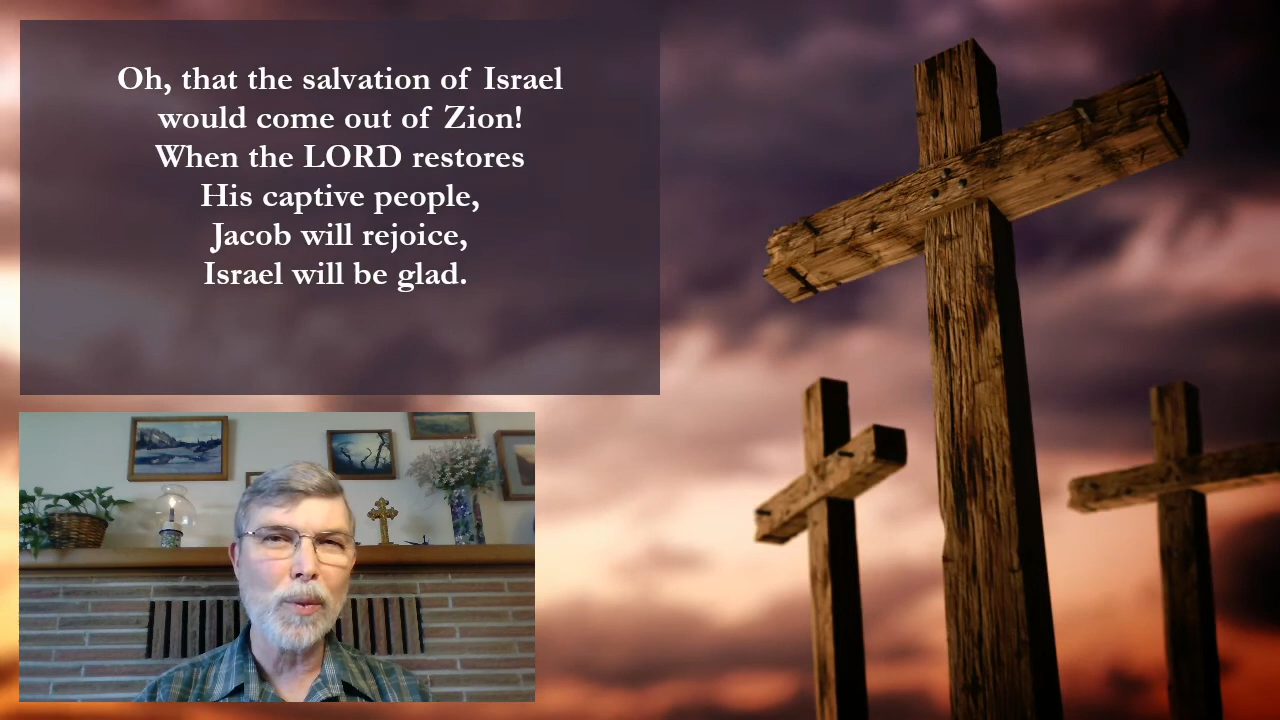 Oh, that the salvation of Israel
would come out of Zion!
When the LORD restores
His captive people,
Jacob will rejoice,
Israel will be glad.